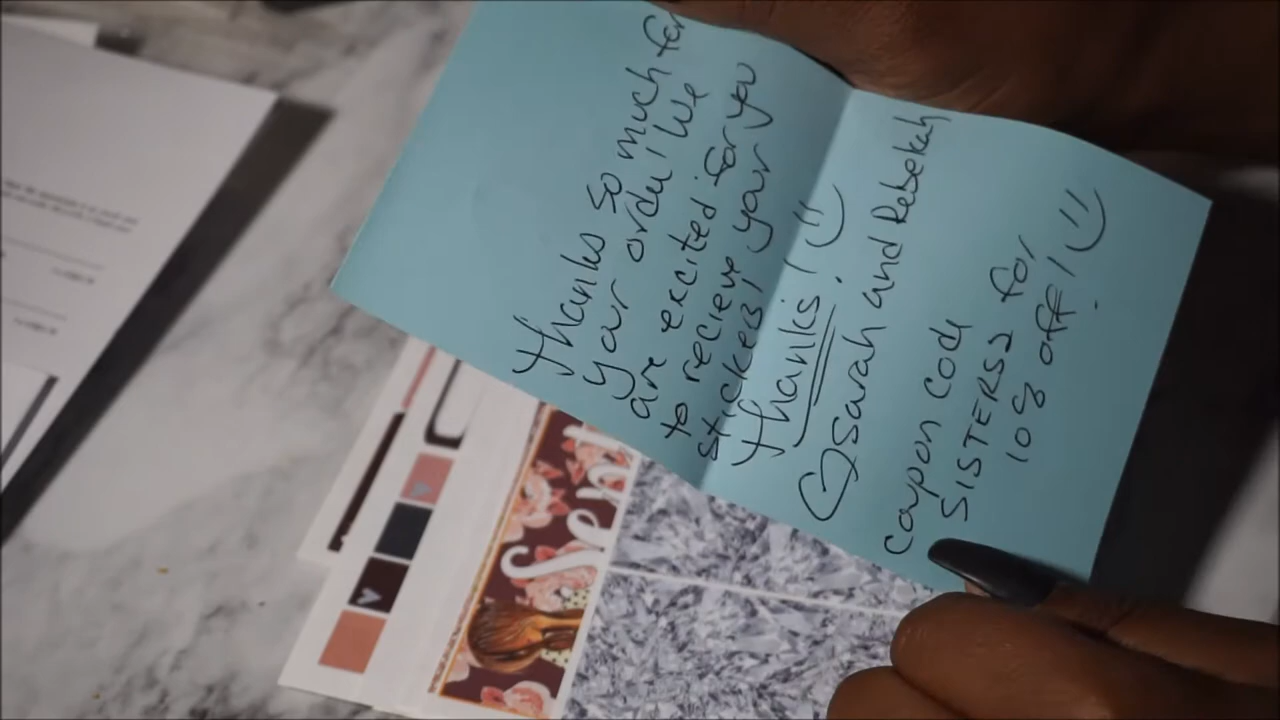 Thanks so much for
your order! We
are excited for you
to recieve your
stickers!
Thanks!
Sarah and Rebekah
Coupon code
SISTERS2 for
10% off!
Sept